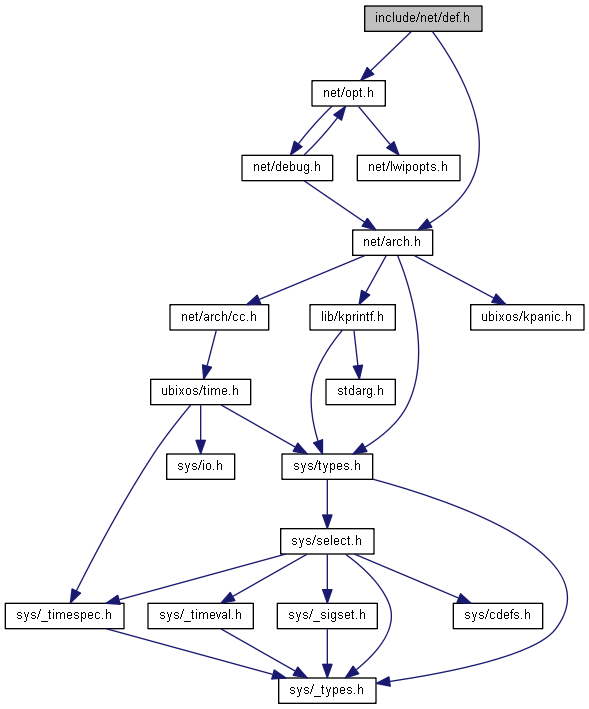 include/net/def.h
net/opt.h
net/debug.h
net/lwipopts.h
net/arch.h
net/arch/cc.h
lib/kprintf.h
ubixos/kpanic.h
ubixos/time.h
stdarg.h
sys/io.h
sys/types.h
sys/select.h
sys/_timespec.h
sys/_timeval.h
sys/_sigset.h
sys/cdefs.h
sys/_types.h